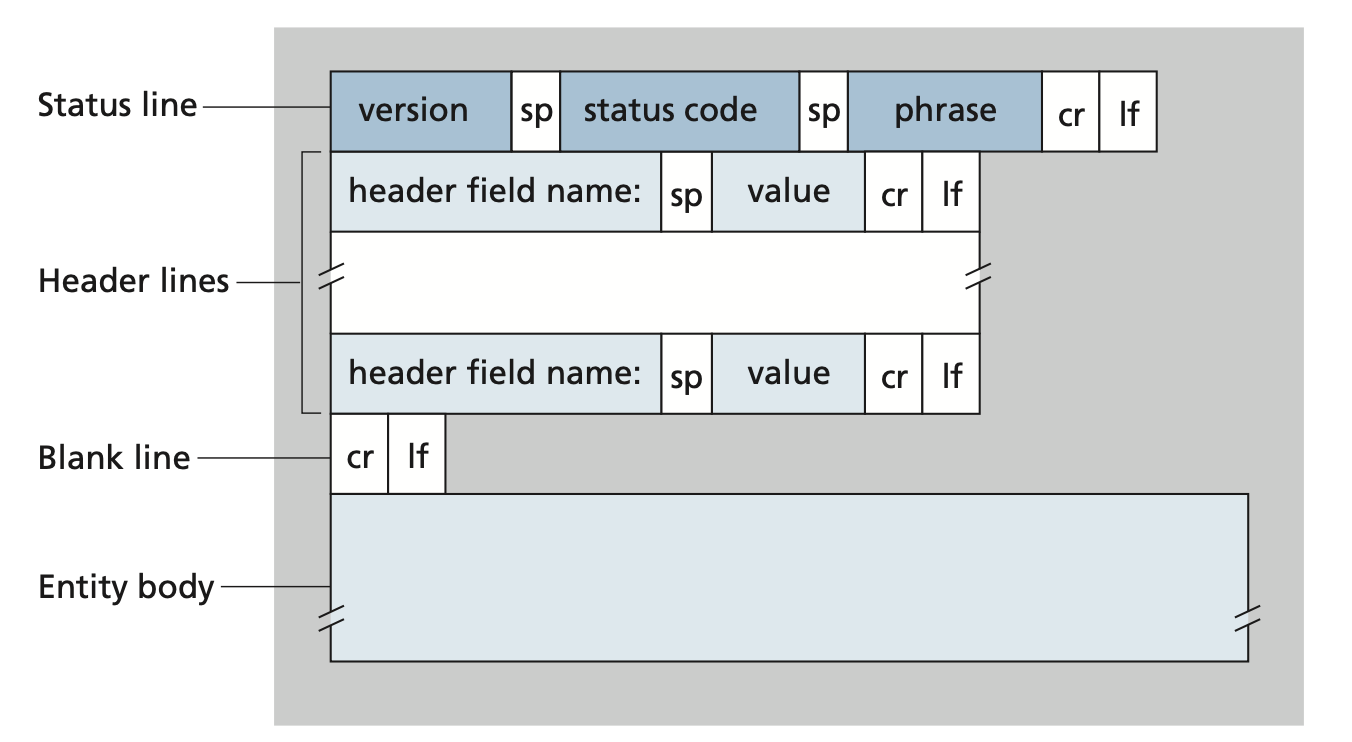 Status line version sp status code sp phrase cr lf
header field name: sp value cr lf
Header lines
header field name: sp value cr lf
Blank line cr lf
Entity body